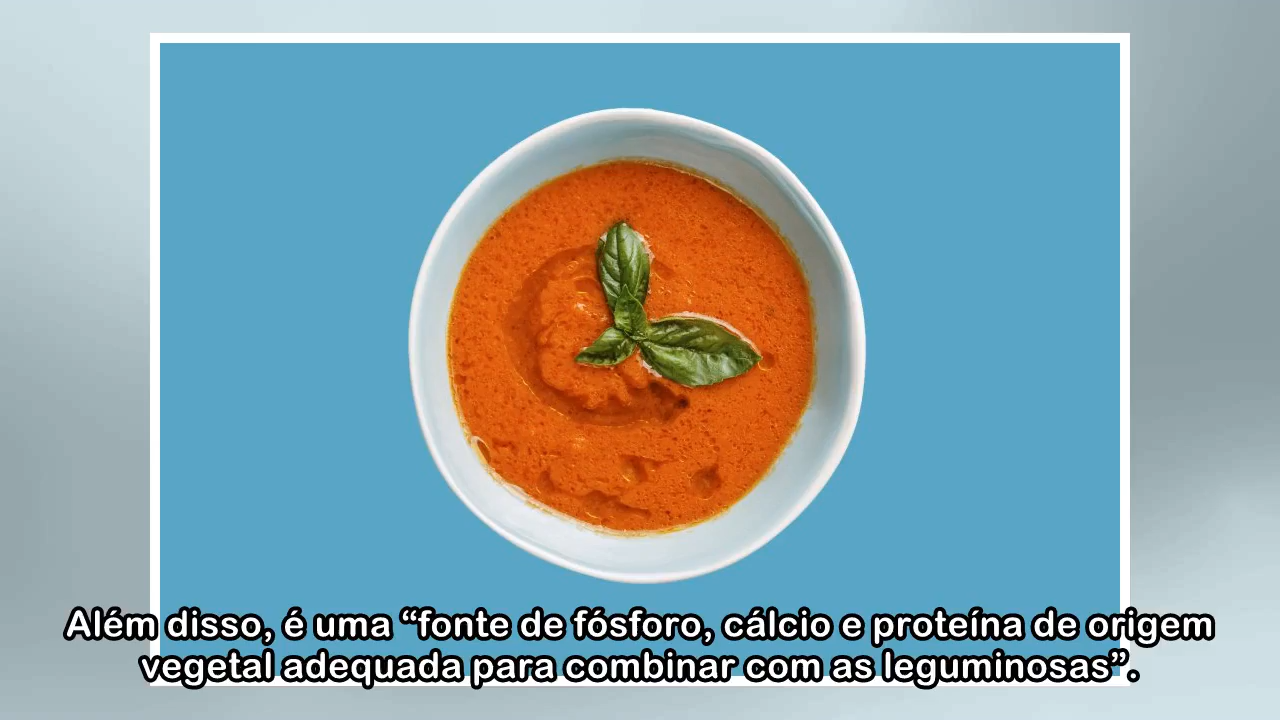 Além disso, é uma “fonte de fósforo, cálcio e proteína de origem
vegetal adequada para combinar com as leguminosas”.